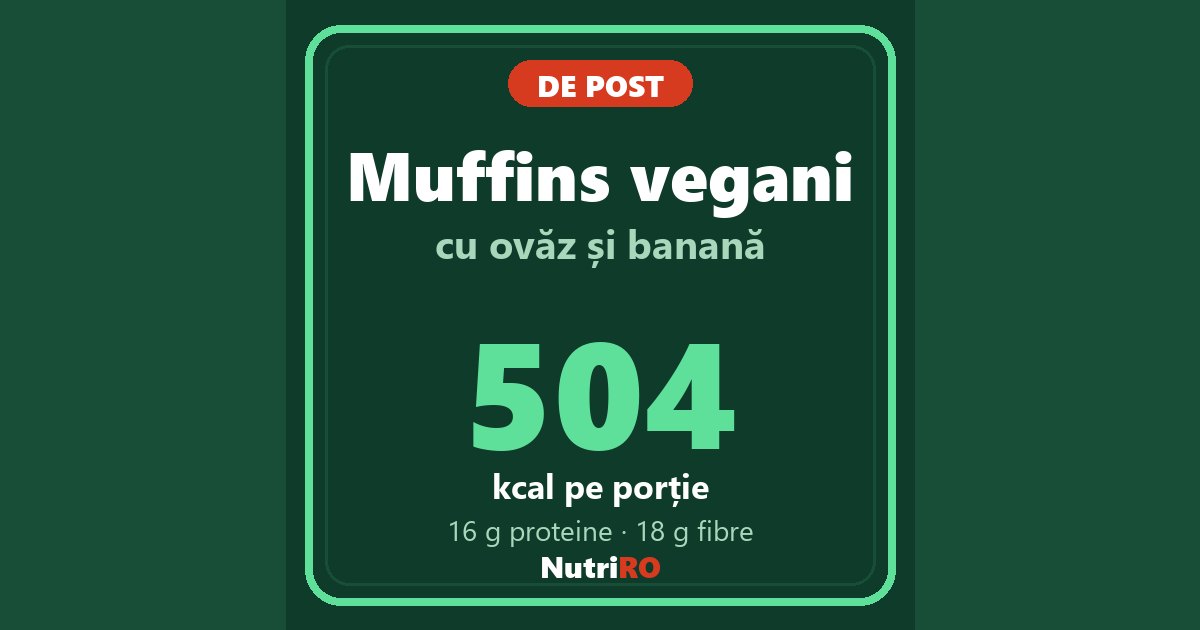 DE POST
Muffins vegani
cu ovăz și banană
504
kcal pe porție
16 g proteine · 18 g fibre
NutriRO